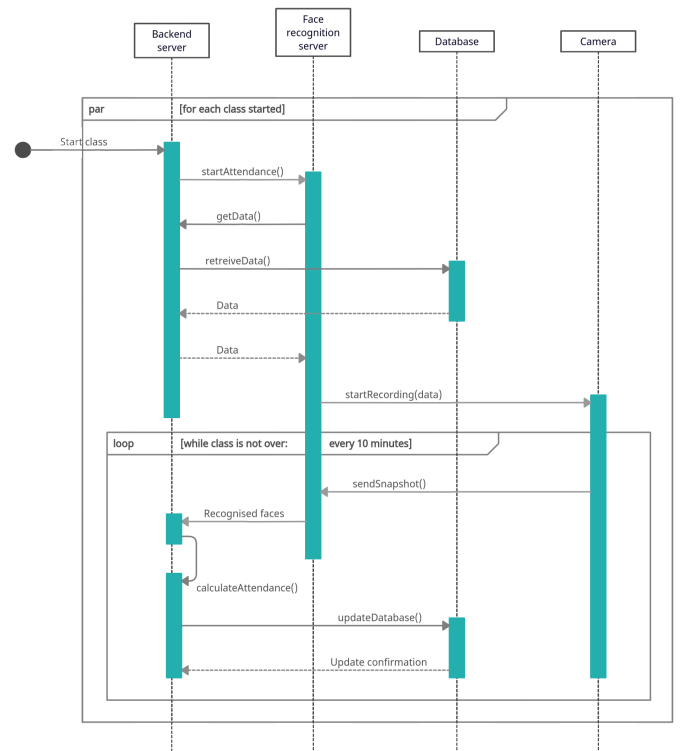 Backend
server
Face
recognition
server
Database
Camera
par [for each class started]
Start class
startAttendance()
getData()
retreiveData()
Data
Data
startRecording(data)
loop [while class is not over: every 10 minutes]
sendSnapshot()
Recognised faces
calculateAttendance()
updateDatabase()
Update confirmation